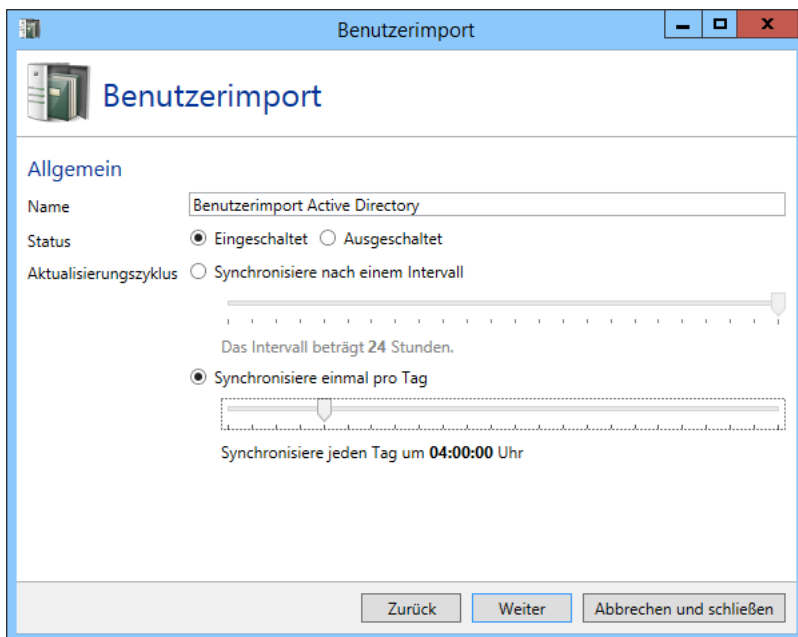 Benutzerimport
Benutzerimport
Allgemein
Name Benutzerimport Active Directory
Status Eingeschaltet Ausgeschaltet
Aktualisierungszyklus Synchronisiere nach einem Intervall
Das Intervall beträgt 24 Stunden.
Synchronisiere einmal pro Tag
Synchronisiere jeden Tag um 04:00:00 Uhr
Zurück Weiter Abbrechen und schließen